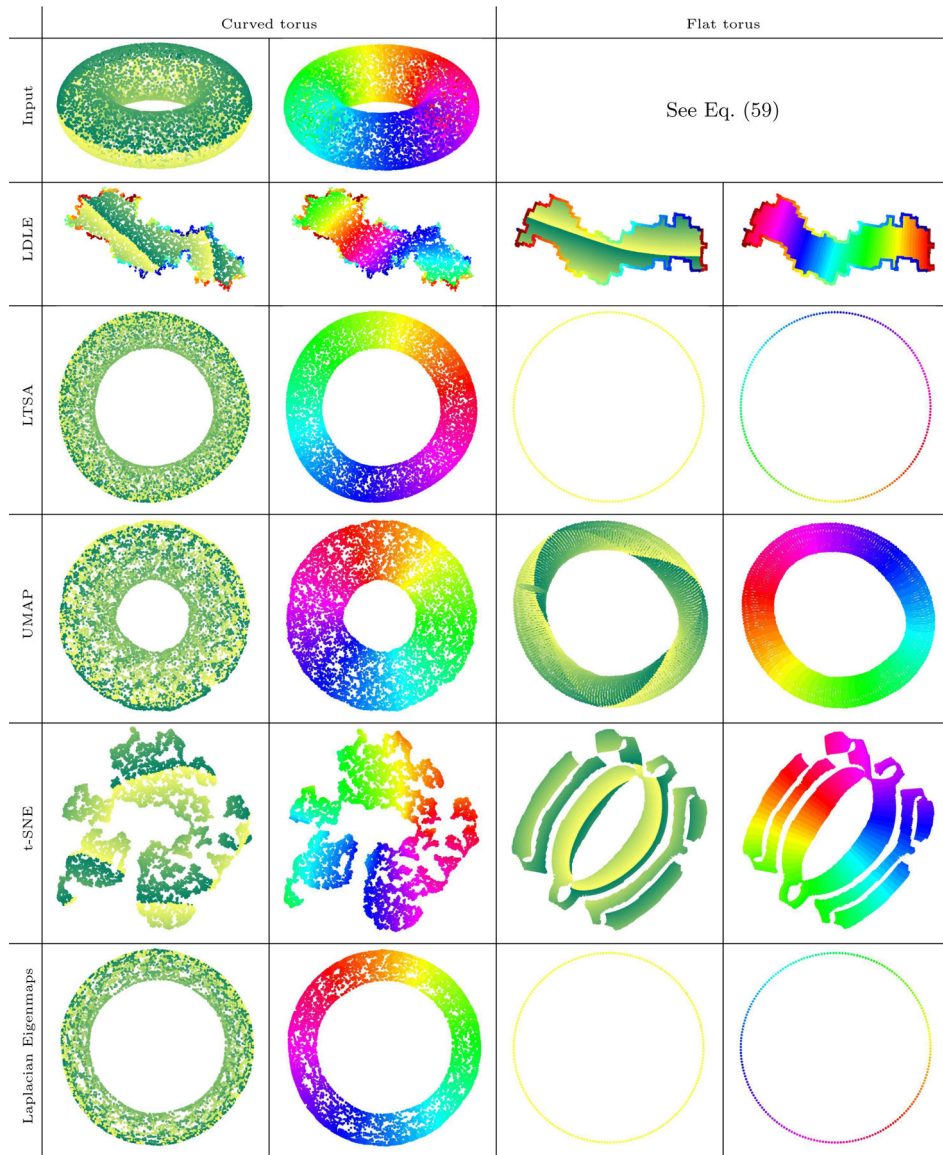 Curved torus
Flat torus
Input
See Eq. (59)
LDLE
LTSA
UMAP
t-SNE
Laplacian Eigenmaps